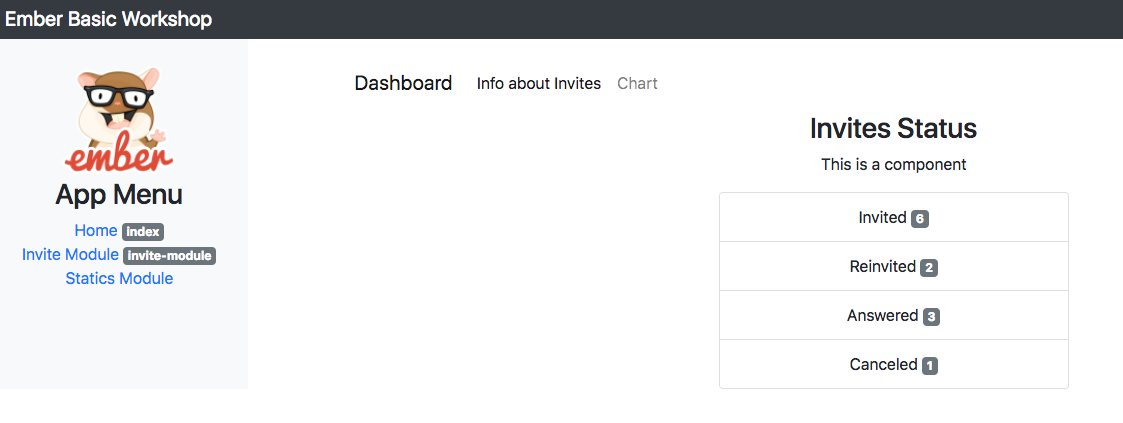 Ember Basic Workshop
ember
App Menu
Home index
Invite Module invite-module
Statics Module
Dashboard Info about Invites Chart
Invites Status
This is a component
Invited 6
Reinvited 2
Answered 3
Canceled 1